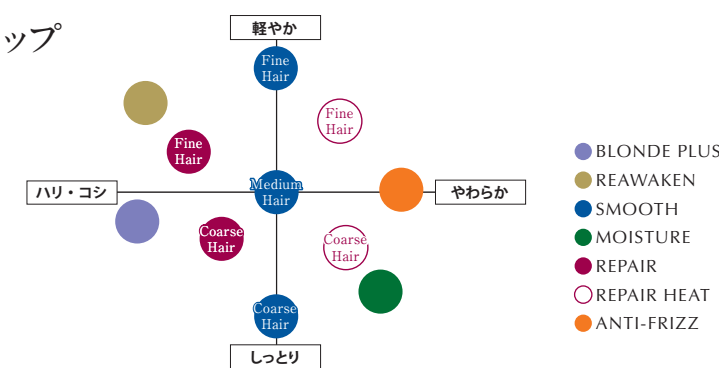 ップ
軽やか
Fine
Hair
Fine
Hair
Fine
Hair
ハリ・コシ
Medium
Hair
やわらか
Coarse
Hair
Coarse
Hair
Coarse
Hair
しっとり
BLONDE PLUS
REAWAKEN
SMOOTH
MOISTURE
REPAIR
REPAIR HEAT
ANTI-FRIZZ